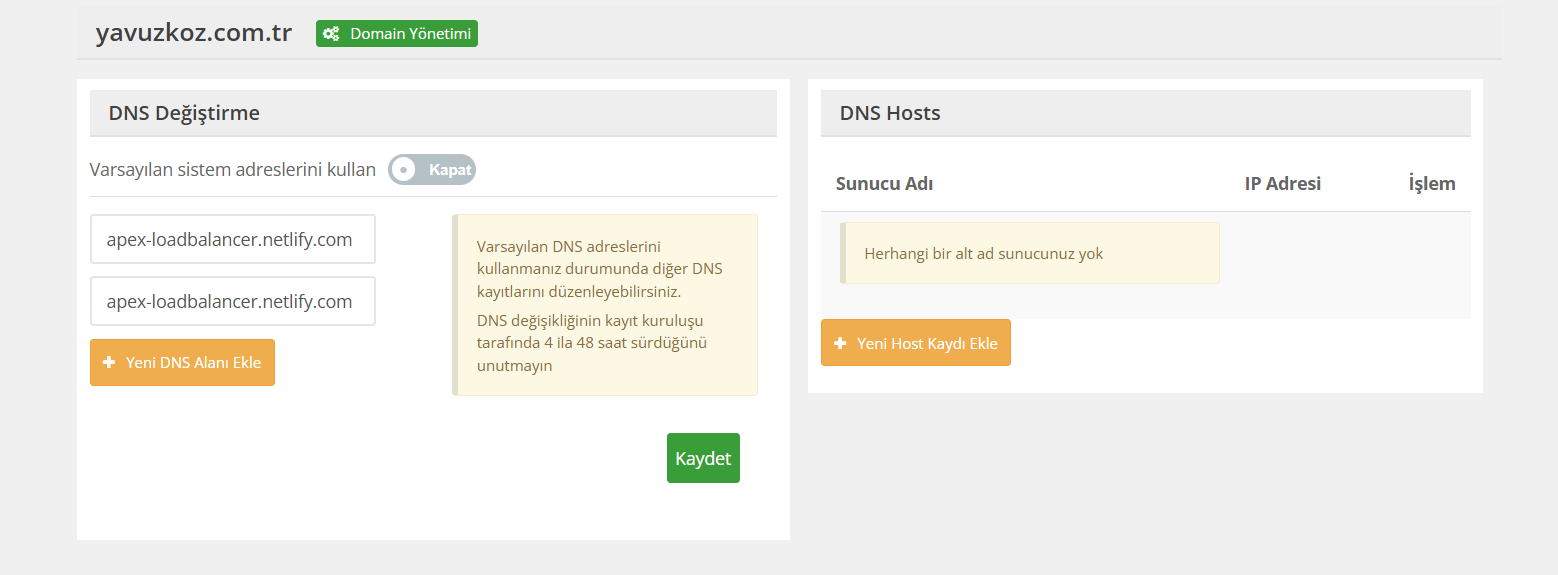 yavuzkoz.com.tr
Domain Yönetimi
DNS Değiştirme
Varsayılan sistem adreslerini kullan
Kapat
apex-loadbalancer.netlify.com
apex-loadbalancer.netlify.com
Yeni DNS Alanı Ekle
Varsayılan DNS adreslerini
kullanmanız durumunda diğer DNS
kayıtlarını düzenleyebilirsiniz.
DNS değişikliğinin kayıt kuruluşu
tarafında 4 ila 48 saat sürdüğünü
unutmayın
Kaydet
DNS Hosts
Sunucu Adı IP Adresi İşlem
Herhangi bir alt ad sunucunuz yok
Yeni Host Kaydı Ekle